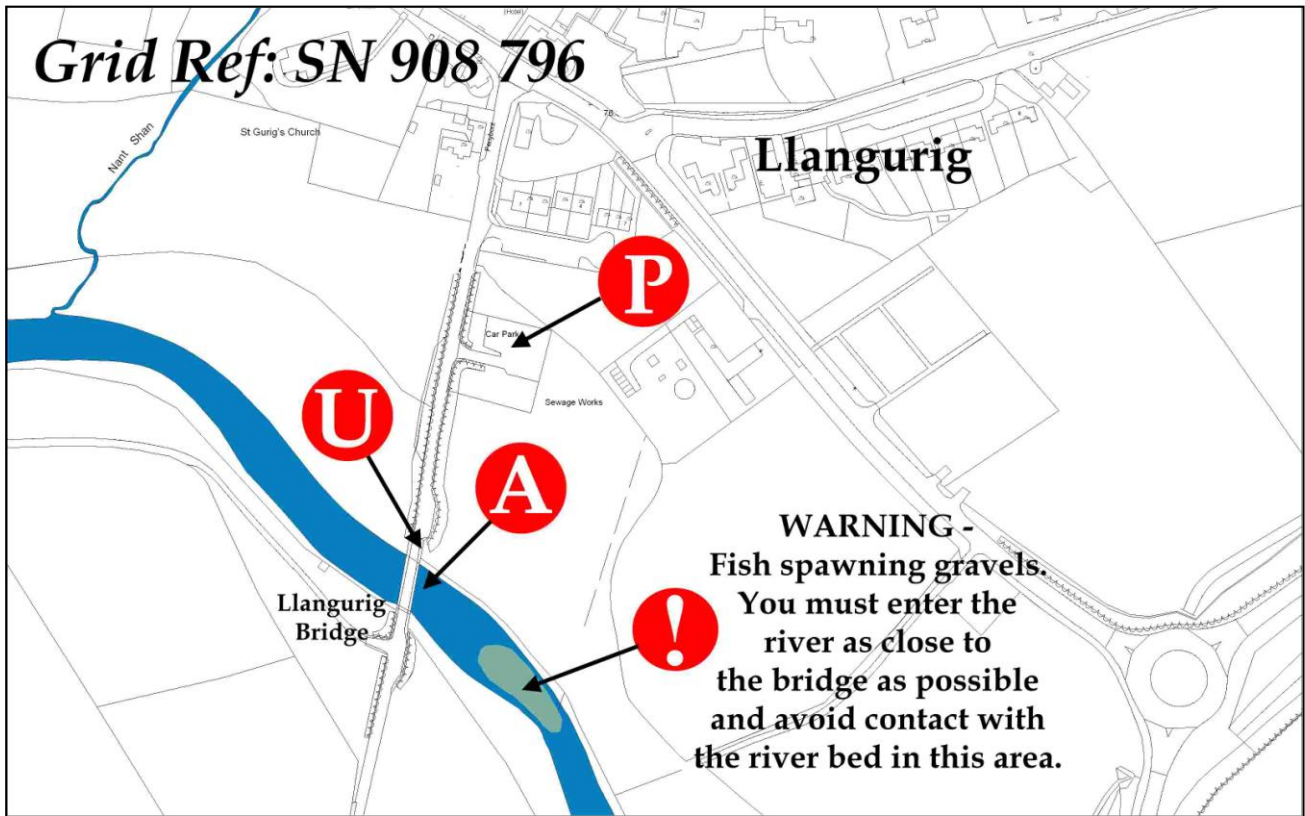 Grid Ref: SN 908 796
(Hotel)
Nant Shan
St Gurig's Church
78
Llangurig
P
Car Park
Sewage Works
U
A
Llangurig
Bridge
!
WARNING -
Fish spawning gravels.
You must enter the
river as close to
the bridge as possible
and avoid contact with
the river bed in this area.